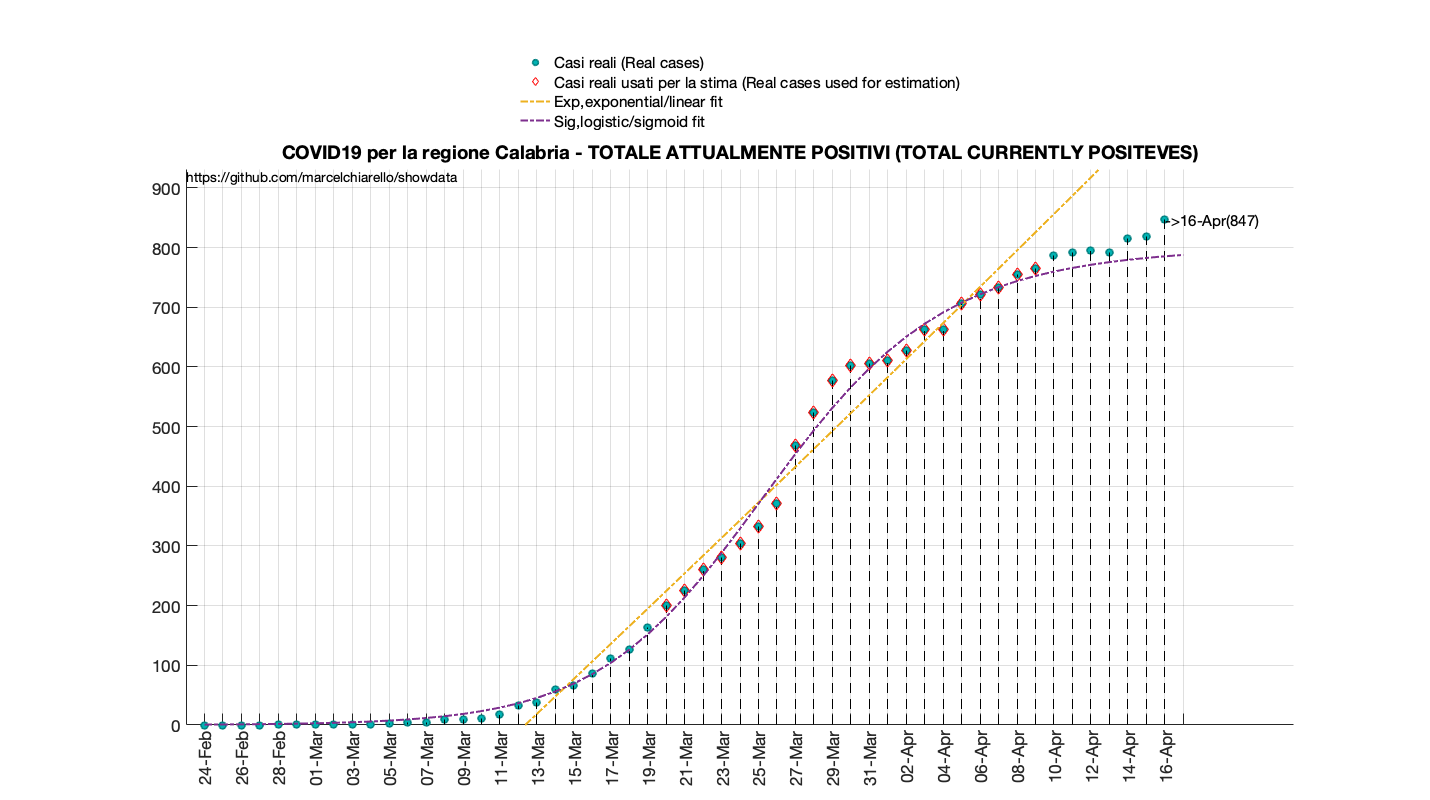 Casi reali (Real cases)
Casi reali usati per la stima (Real cases used for estimation)
Exp,exponential/linear fit
Sig,logistic/sigmoid fit
COVID19 per la regione Calabria - TOTALE ATTUALMENTE POSITIVI (TOTAL CURRENTLY POSITEVES)
https://github.com/marcelchiarello/showdata
900
800
700
600
500
400
300
200
100
0
->16-Apr(847)
24-Feb
26-Feb
28-Feb
01-Mar
03-Mar
05-Mar
07-Mar
09-Mar
11-Mar
13-Mar
15-Mar
17-Mar
19-Mar
21-Mar
23-Mar
25-Mar
27-Mar
29-Mar
31-Mar
02-Apr
04-Apr
06-Apr
08-Apr
10-Apr
12-Apr
14-Apr
16-Apr